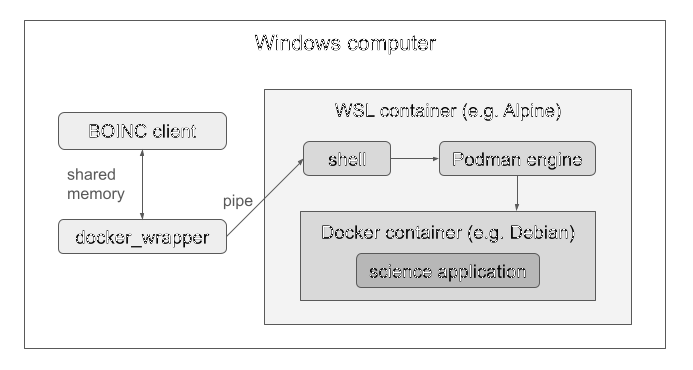 Windows computer
WSL container (e.g. Alpine)
BOINC client
shell
Podman engine
shared
memory
pipe
docker_wrapper
Docker container (e.g. Debian)
science application